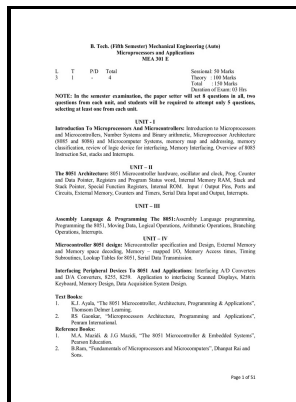 B. Tech. (Fifth Semester) Mechanical Engineering (Auto)
Microprocessors and Applications
MEA 301 E
L T P/D Total Sessional: 50 Marks
3 1 - 4 Theory : 100 Marks
Total : 150 Marks
Duration of Exam: 03 Hrs
NOTE: In the semester examination, the paper setter will set 8 questions in all, two
questions from each unit, and students will be required to attempt only 5 questions,
selecting at least one from each unit.
UNIT - I
Introduction To Microprocessors And Microcontrollers: Introduction to Microprocessors
and Microcontrollers, Number Systems and Binary arithmetic, Microprocessor Architecture
(8085 and 8086) and Microcomputer Systems, memory map and addressing, memory
classification, review of logic device for interfacing, Memory Interfacing, Overview of 8085
Instruction Set, stacks and Interrupts.
UNIT – II
The 8051 Architecture: 8051 Microcontroller hardware, oscillator and clock, Prog. Counter
and Data Pointer, Registers and Program Status word, Internal Memory RAM, Stack and
Stack Pointer, Special Function Registers, Internal ROM. Input / Output Pins, Ports and
Circuits, External Memory, Counters and Timers, Serial Data Input and Output, Interrupts.
UNIT – III
Assembly Language & Programming The 8051: Assembly Language programming,
Programming the 8051, Moving Data, Logical Operations, Arithmetic Operations, Branching
Operations, Interrupts.
UNIT - IV
Microcontroller 8051 design: Microcontroller specification and Design, External Memory
and Memory space decoding, Memory – mapped I/O, Memory Access times, Timing
Subroutines, Lookup Tables for 8051, Serial Data Transmission.
Interfacing Peripheral Devices To 8051 And Applications: Interfacing A/D Converters
and D/A Converters, 8255, 8259. Application to interfacing Scanned Displays, Matrix
Keyboard, Memory Design, Data Acquisition System Design.
Text Books:
1. K.J. Ayala, "The 8051 Microcontroller, Architecture, Programming & Applications",
Thomson Delmer Learning.
2. RS Gaonkar, "Microprocessors Architecture, Programming and Applications",
Penram International.
Reference Books:
1. M.A. Mazidi. & J.G Mazidi, "The 8051 Microcontroller & Embedded Systems",
Pearson Education.
2. B.Ram, "Fundamentals of Microprocessors and Microcomputers", Dhanpat Rai and
Sons.
Page 1 of 51